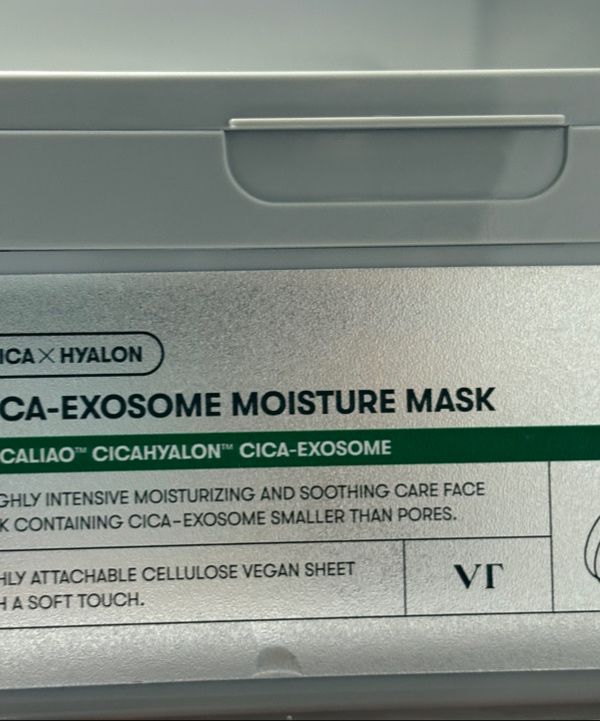 ICA × HYALON
CA-EXOSOME MOISTURE MASK
CALIAO™ CICAHYALON™ CICA-EXOSOME
GHLY INTENSIVE MOISTURIZING AND SOOTHING CARE FACE
K CONTAINING CICA-EXOSOME SMALLER THAN PORES.
HLY ATTACHABLE CELLULOSE VEGAN SHEET
H A SOFT TOUCH.
VT